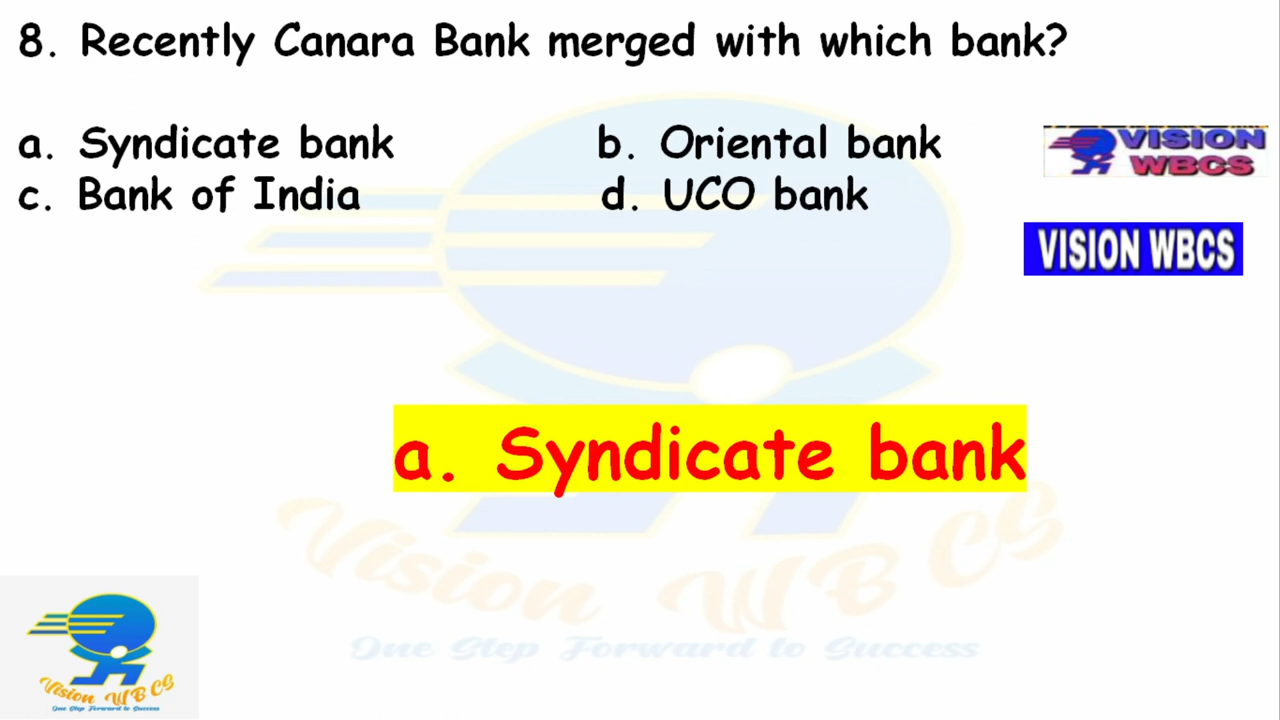 8. Recently Canara Bank merged with which bank?
a. Syndicate bank b. Oriental bank
c. Bank of India d. UCO bank
VISION
WBCS
VISION WBCS
a. Syndicate bank
Vision WBCS
One Step Forward to Success
Vision WBCS
One Step Forward to Success